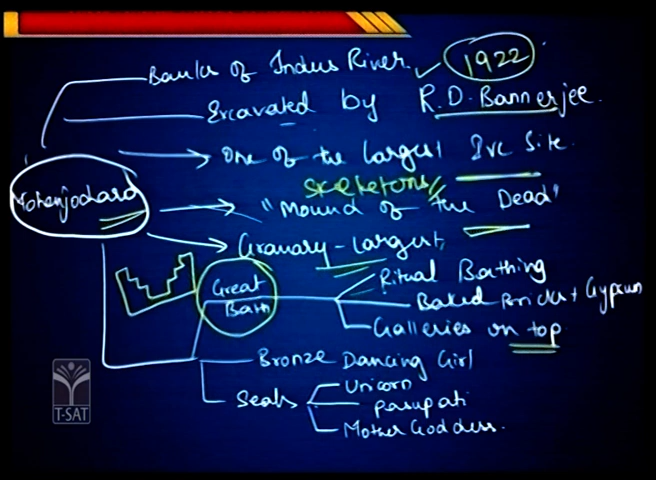 Banks of Indus River. 1922
Excavated by R.D. Bannerjee.
One of the largest IVC Site.
skeletons
Mohenjodaro
"Mound of the Dead"
Granary - largest,
Great Bath
Ritual Bathing
Baked Bricks + Gypsum
Galleries on top
Bronze Dancing Girl
Seals
Unicorn
Pasupati
Mother Goddess.
T-SAT